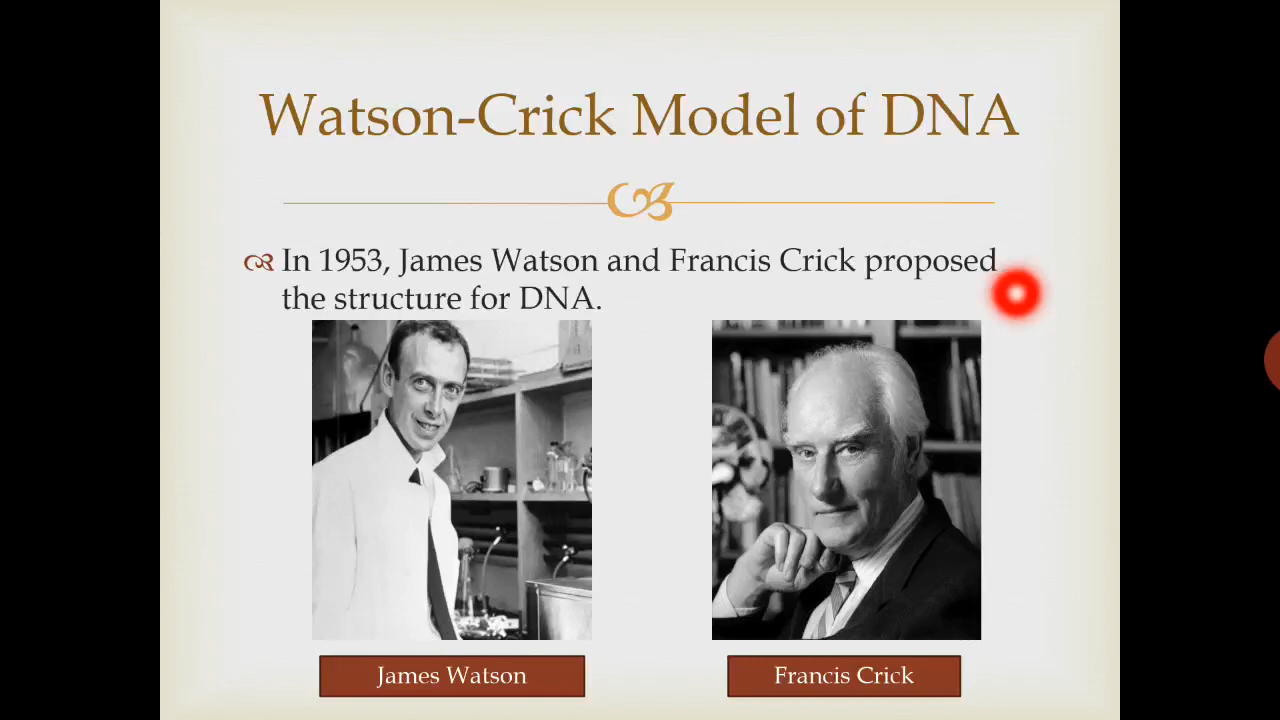 Watson-Crick Model of DNA
In 1953, James Watson and Francis Crick proposed
the structure for DNA.
James Watson
Francis Crick